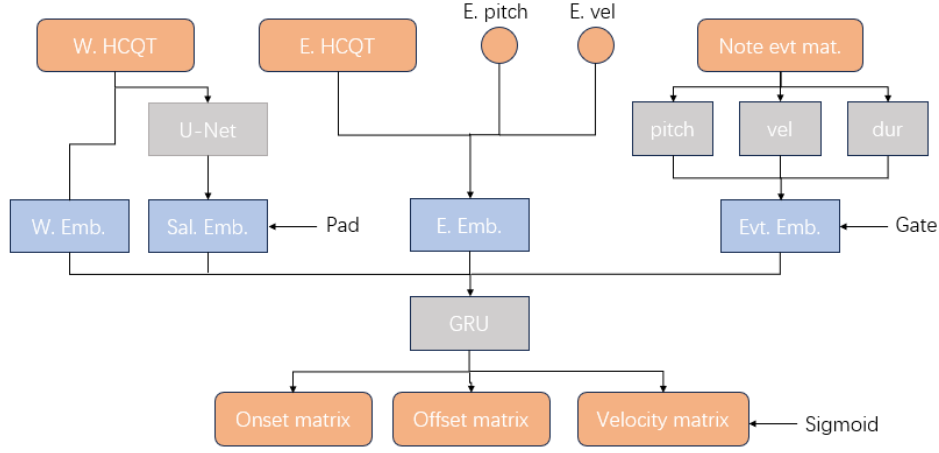 E. pitch
E. vel
W. HCQT
E. HCQT
Note evt mat.
U-Net
pitch
vel
dur
W. Emb.
Sal. Emb.
Pad
E. Emb.
Evt. Emb.
Gate
GRU
Onset matrix
Offset matrix
Velocity matrix
Sigmoid